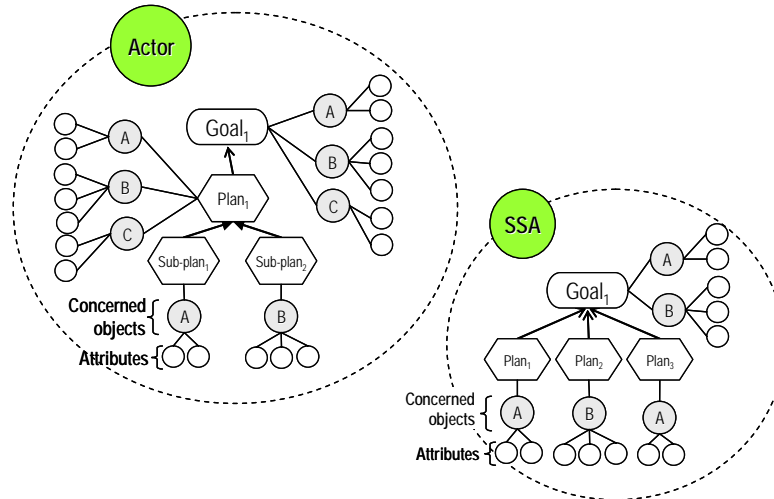 Actor
Goal₁
A
B
C
A
B
C
Plan₁
Sub-plan₁
Sub-plan₂
Concerned
objects
A
B
Attributes
SSA
Goal₁
A
B
Plan₁
Plan₂
Plan₃
Concerned
objects
A
B
A
Attributes